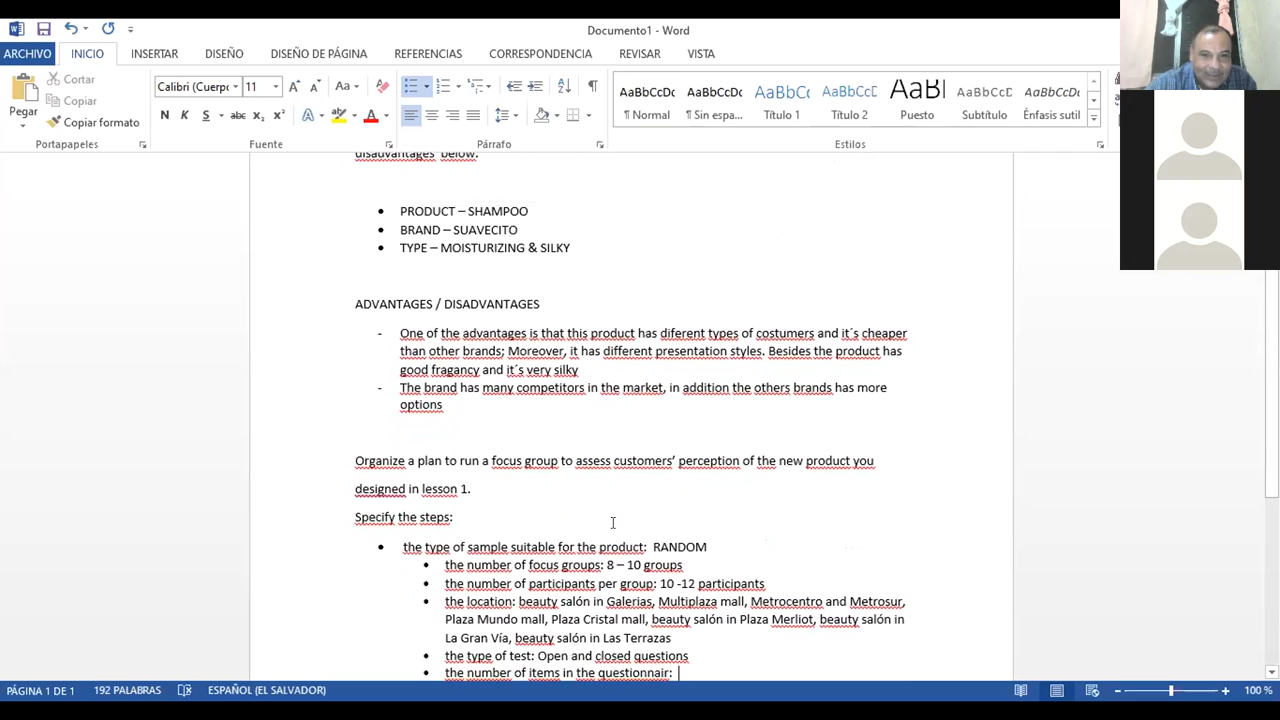 Documento1 - Word
ARCHIVO INICIO INSERTAR DISEÑO DISEÑO DE PÁGINA REFERENCIAS CORRESPONDENCIA REVISAR VISTA
Pegar
Cortar
Copiar
Copiar formato
Portapapeles
Calibri (Cuerpo 11
N K S abc x₂ x²
Fuente
Párrafo
AaBbCcDc AaBbCcDc AaBbCc AaBbCcD AaBl AaBbCcD AaBbCcDc
¶ Normal ¶ Sin espa... Título 1 Título 2 Puesto Subtítulo Énfasis sutil
Estilos
disadvantages below.
• PRODUCT – SHAMPOO
• BRAND – SUAVECITO
• TYPE – MOISTURIZING & SILKY
ADVANTAGES / DISADVANTAGES
- One of the advantages is that this product has diferent types of costumers and it´s cheaper
than other brands; Moreover, it has different presentation styles. Besides the product has
good fragancy and it´s very silky
- The brand has many competitors in the market, in addition the others brands has more
options
Organize a plan to run a focus group to assess customers’ perception of the new product you
designed in lesson 1.
Specify the steps:
• the type of sample suitable for the product: RANDOM
• the number of focus groups: 8 – 10 groups
• the number of participants per group: 10 -12 participants
• the location: beauty salón in Galerias, Multiplaza mall, Metrocentro and Metrosur,
Plaza Mundo mall, Plaza Cristal mall, beauty salón in Plaza Merliot, beauty salón in
La Gran Vía, beauty salón in Las Terrazas
• the type of test: Open and closed questions
• the number of items in the questionnair:
PÁGINA 1 DE 1 192 PALABRAS ESPAÑOL (EL SALVADOR) 100 %